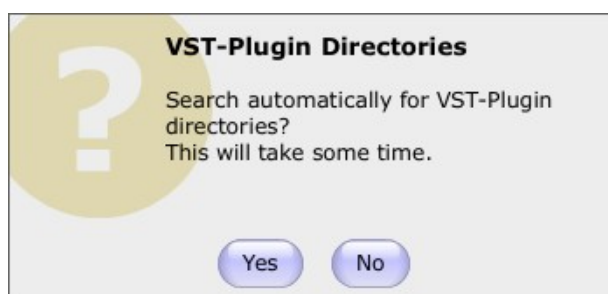 VST-Plugin Directories
Search automatically for VST-Plugin
directories?
This will take some time.
Yes No